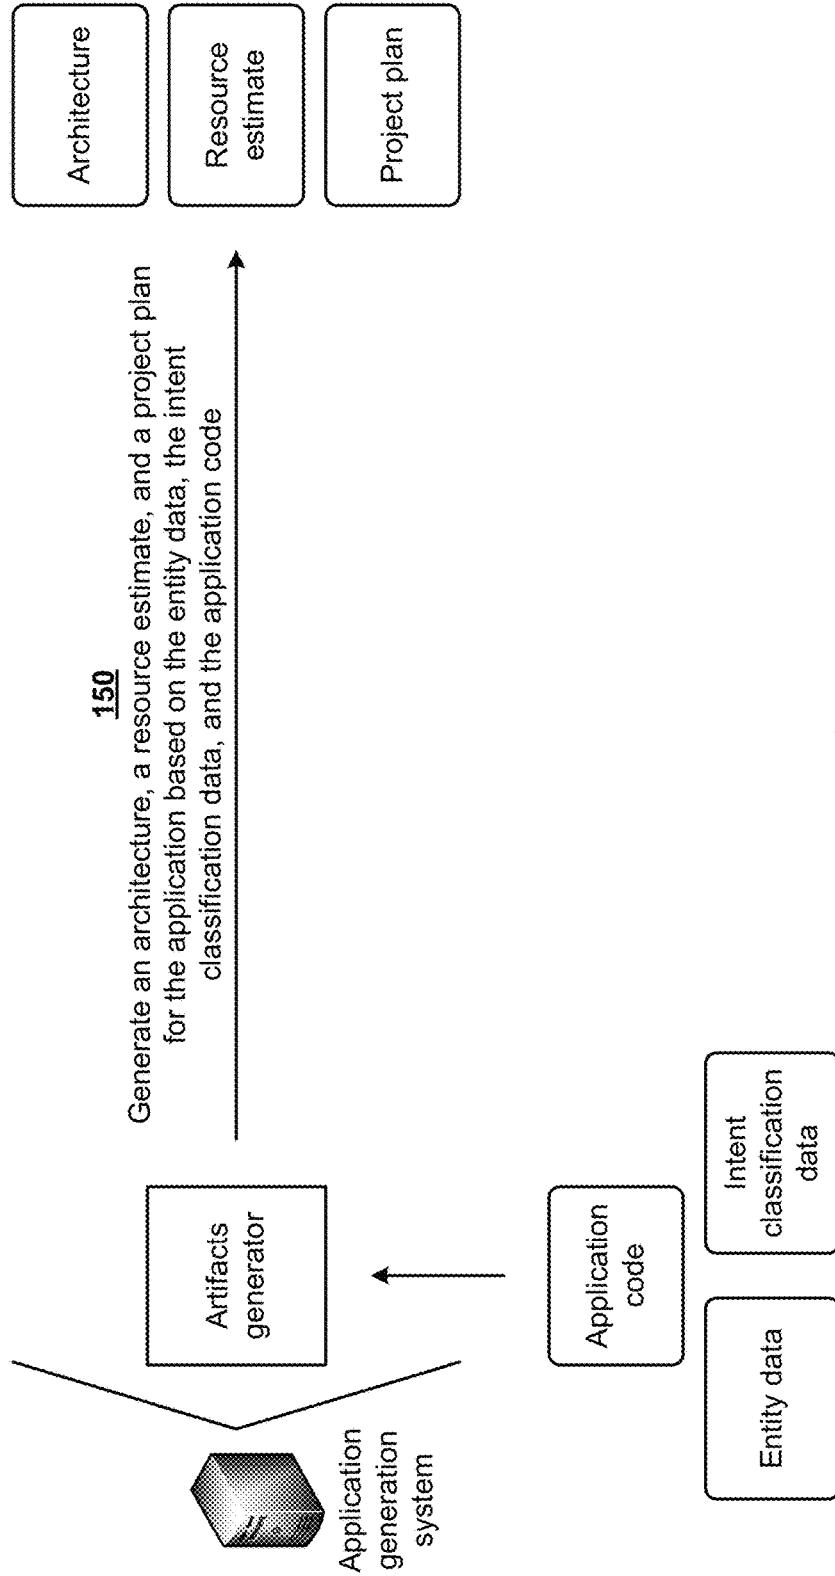 150
Generate an architecture, a resource estimate, and a project plan
for the application based on the entity data, the intent
classification data, and the application code
Application
generation
system
Artifacts
generator
Architecture
Resource
estimate
Project plan
Application
code
Entity data
Intent
classification
data